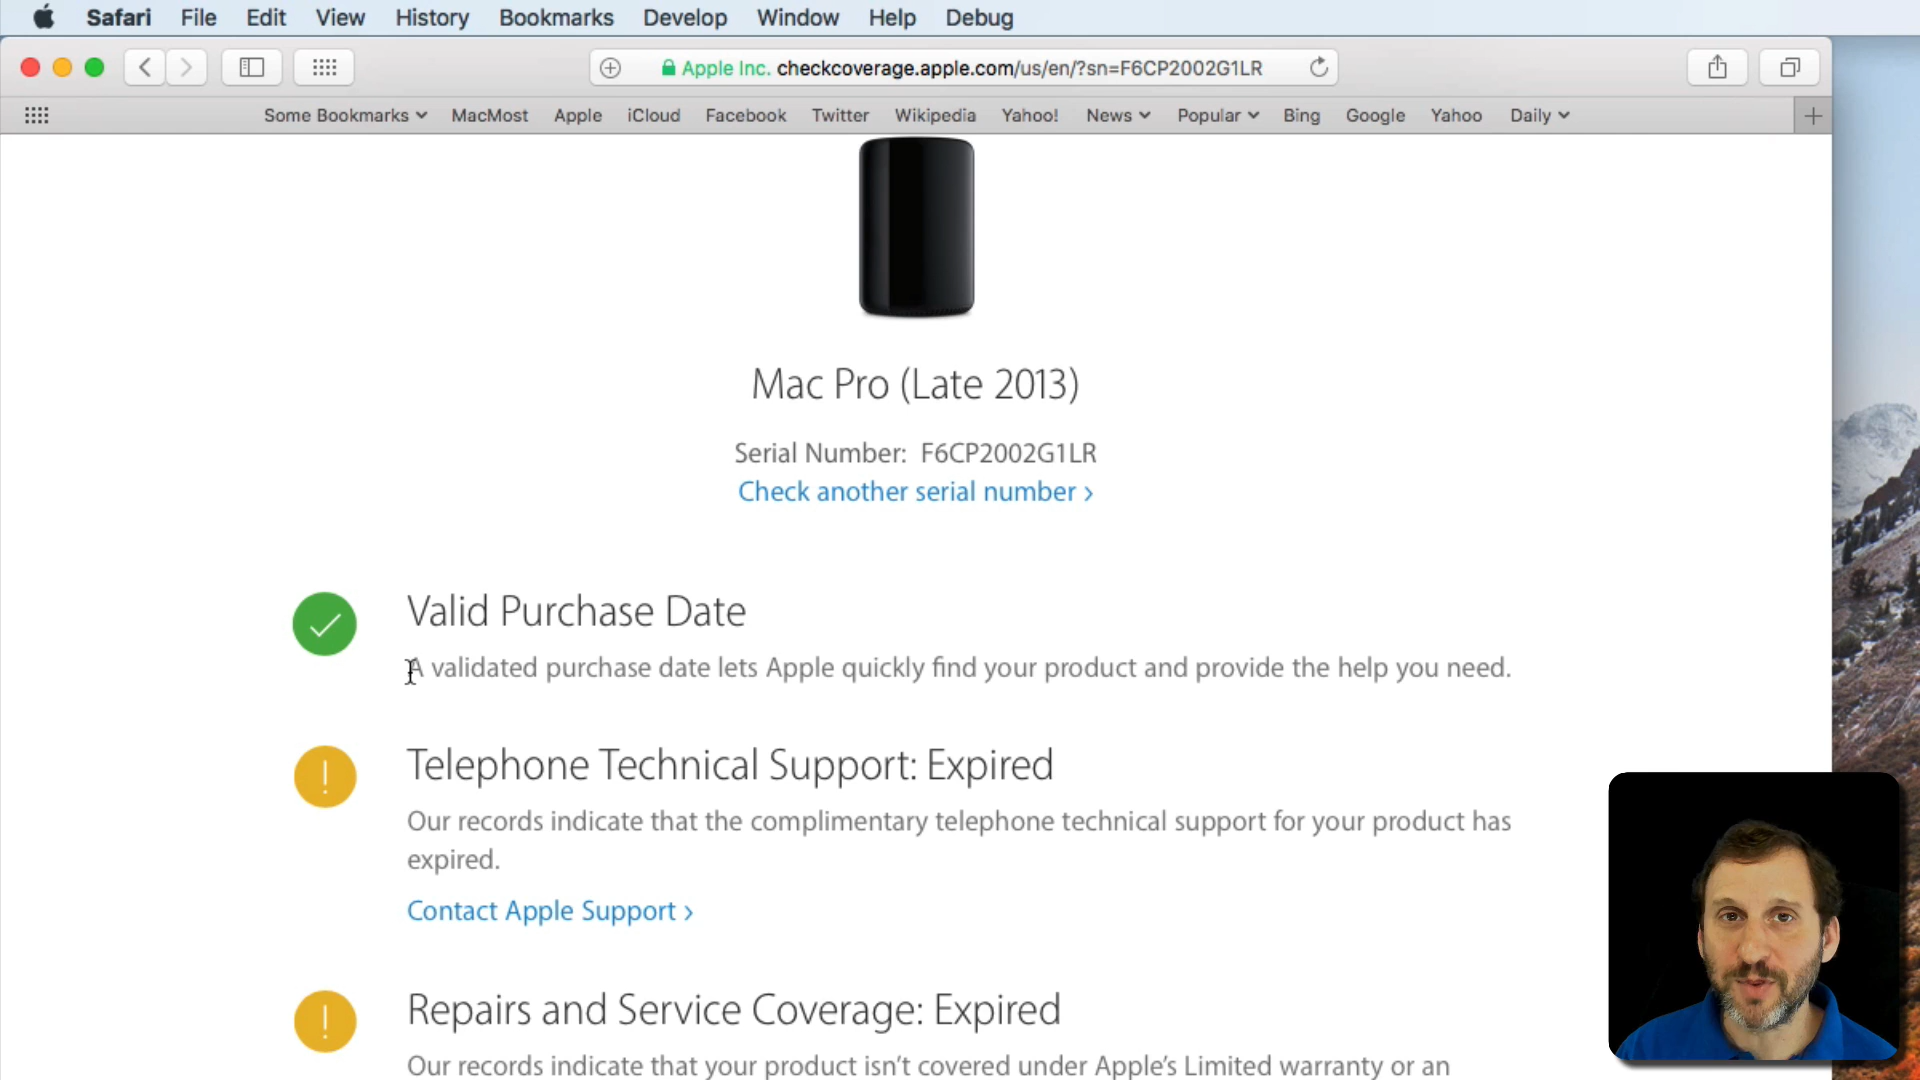 Safari File Edit View History Bookmarks Develop Window Help Debug
Apple Inc. checkcoverage.apple.com/us/en/?sn=F6CP2002G1LR
Some Bookmarks MacMost Apple iCloud Facebook Twitter Wikipedia Yahoo! News Popular Bing Google Yahoo Daily
Mac Pro (Late 2013)
Serial Number: F6CP2002G1LR
Check another serial number ›
Valid Purchase Date
A validated purchase date lets Apple quickly find your product and provide the help you need.
Telephone Technical Support: Expired
Our records indicate that the complimentary telephone technical support for your product has
expired.
Contact Apple Support ›
Repairs and Service Coverage: Expired
Our records indicate that your product isn't covered under Apple's Limited warranty or an